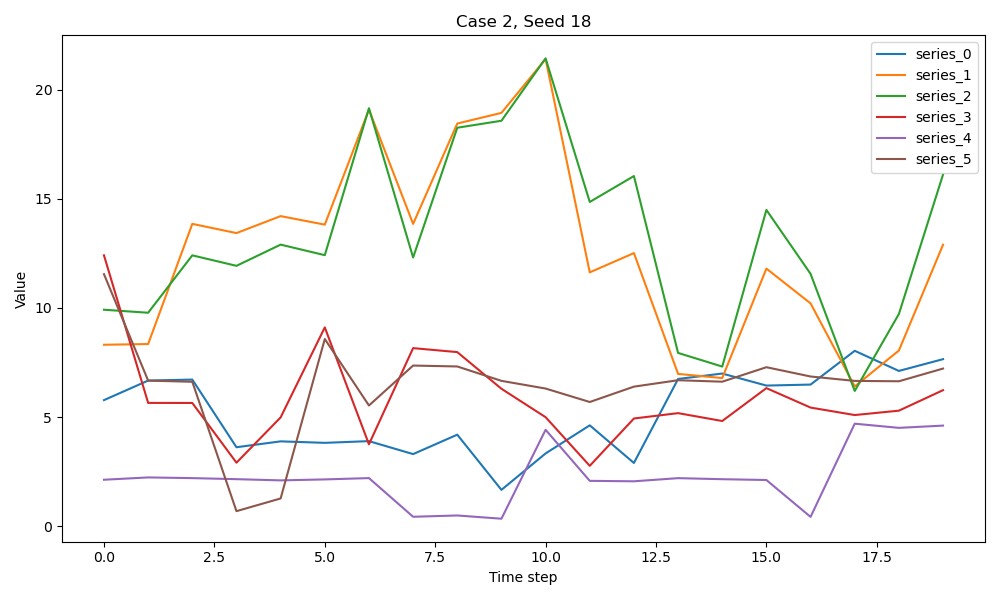 Case 2, Seed 18
series_0
series_1
series_2
series_3
series_4
series_5
Value
20
15
10
5
0
0.0 2.5 5.0 7.5 10.0 12.5 15.0 17.5
Time step